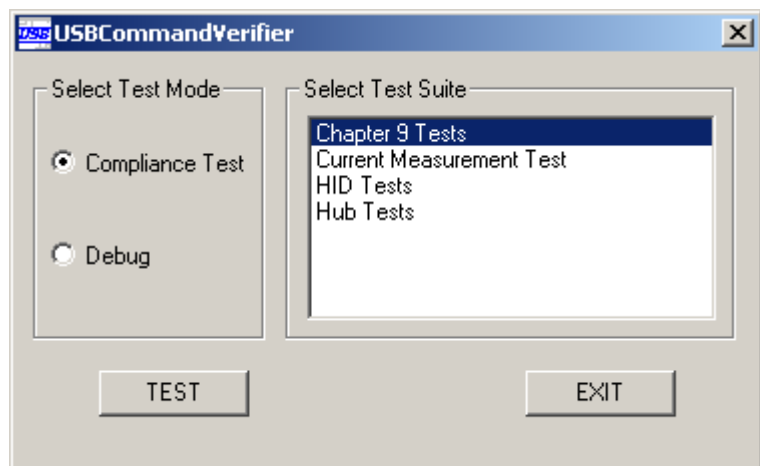 USB USBCommandVerifier
Select Test Mode
Compliance Test
Debug
Select Test Suite
Chapter 9 Tests
Current Measurement Test
HID Tests
Hub Tests
TEST
EXIT